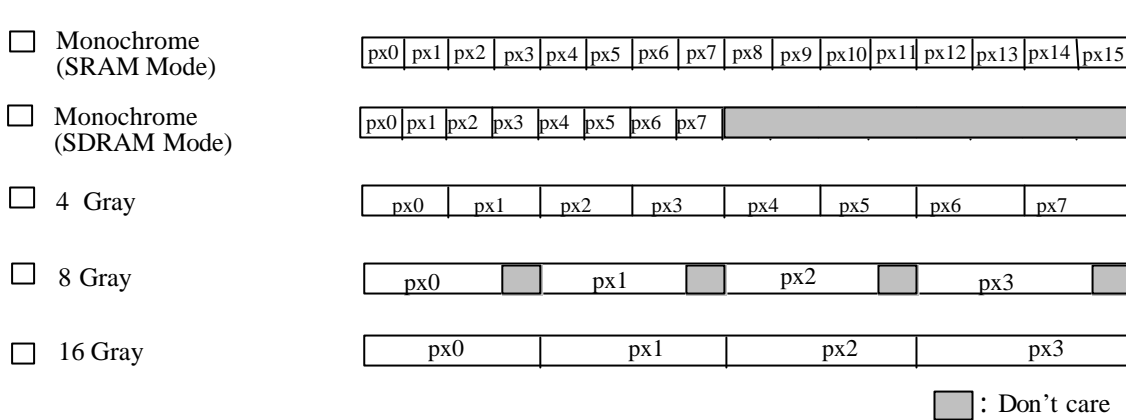 Monochrome
(SRAM Mode)
px0 px1 px2 px3 px4 px5 px6 px7 px8 px9 px10 px11 px12 px13 px14 px15
Monochrome
(SDRAM Mode)
px0 px1 px2 px3 px4 px5 px6 px7
4 Gray
px0 px1 px2 px3 px4 px5 px6 px7
8 Gray
px0 px1 px2 px3
16 Gray
px0 px1 px2 px3
: Don't care